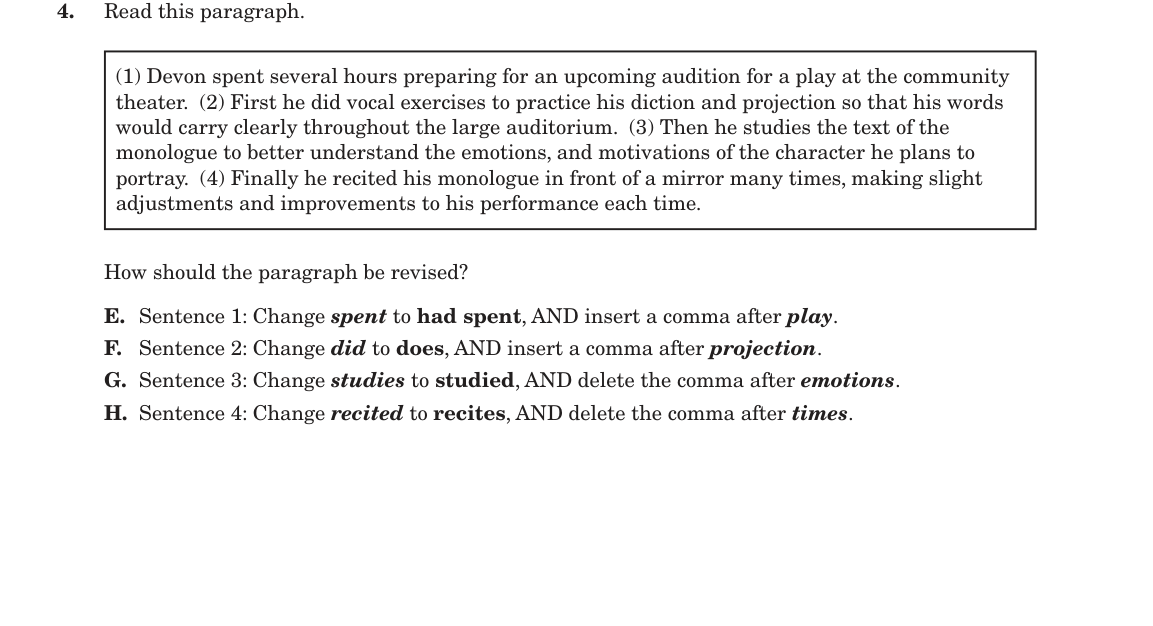 4. Read this paragraph.
(1) Devon spent several hours preparing for an upcoming audition for a play at the community
theater. (2) First he did vocal exercises to practice his diction and projection so that his words
would carry clearly throughout the large auditorium. (3) Then he studies the text of the
monologue to better understand the emotions, and motivations of the character he plans to
portray. (4) Finally he recited his monologue in front of a mirror many times, making slight
adjustments and improvements to his performance each time.
How should the paragraph be revised?
E. Sentence 1: Change spent to had spent, AND insert a comma after play.
F. Sentence 2: Change did to does, AND insert a comma after projection.
G. Sentence 3: Change studies to studied, AND delete the comma after emotions.
H. Sentence 4: Change recited to recites, AND delete the comma after times.